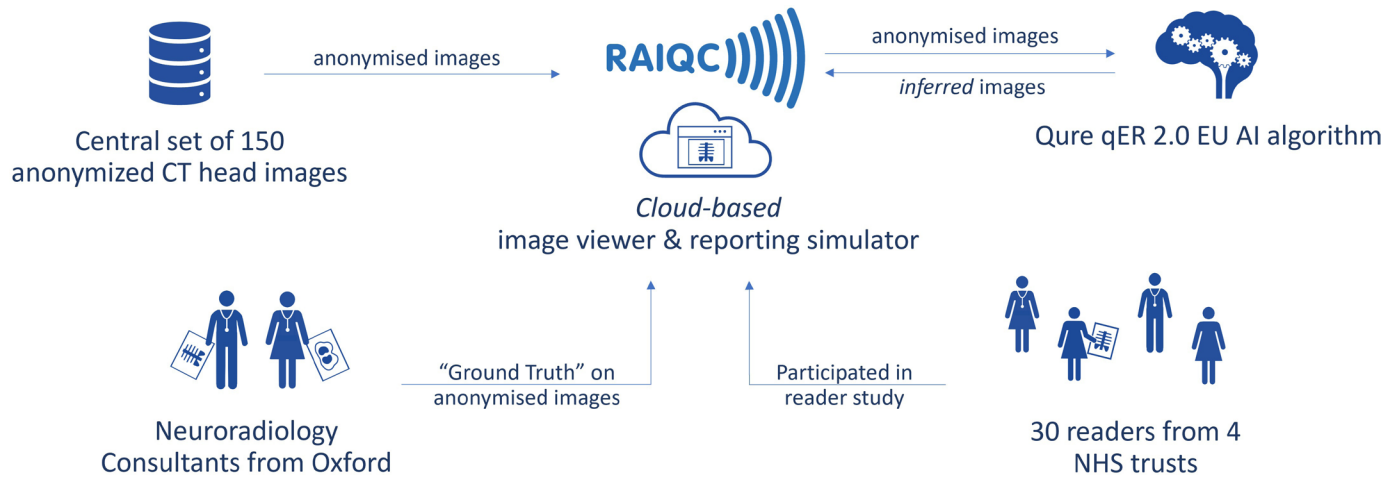 anonymised images
Central set of 150
anonymized CT head images
RAIQC
Cloud-based
image viewer & reporting simulator
anonymised images
inferred images
Qure qER 2.0 EU AI algorithm
"Ground Truth" on
anonymised images
Neuroradiology
Consultants from Oxford
Participated in
reader study
30 readers from 4
NHS trusts